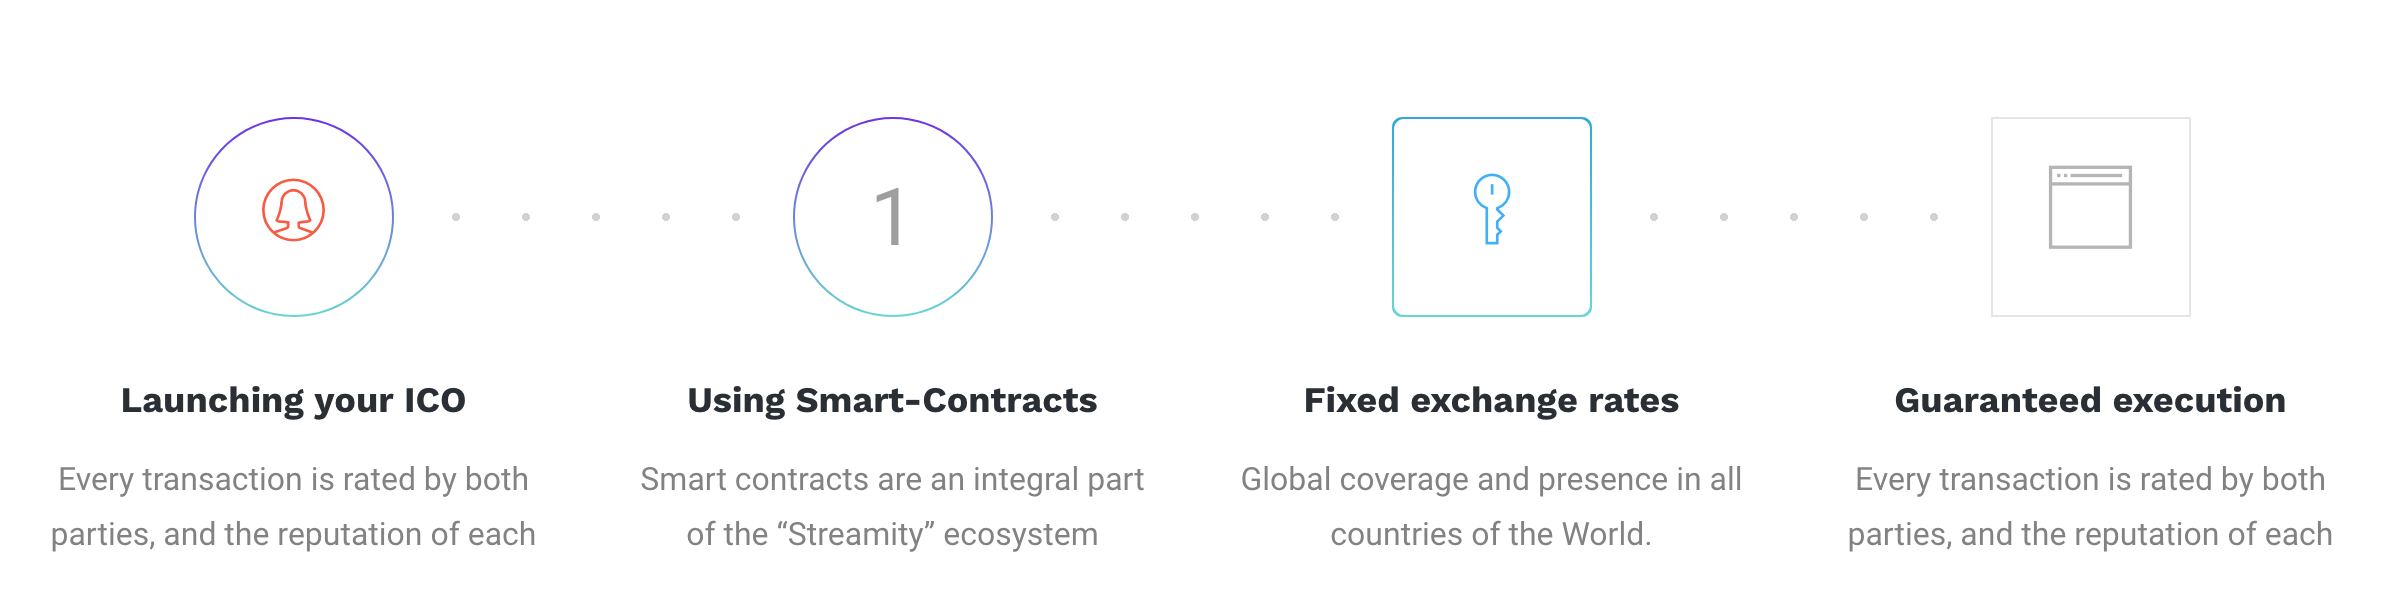 1
Launching your ICO
Every transaction is rated by both
parties, and the reputation of each
Using Smart-Contracts
Smart contracts are an integral part
of the “Streamity” ecosystem
Fixed exchange rates
Global coverage and presence in all
countries of the World.
Guaranteed execution
Every transaction is rated by both
parties, and the reputation of each